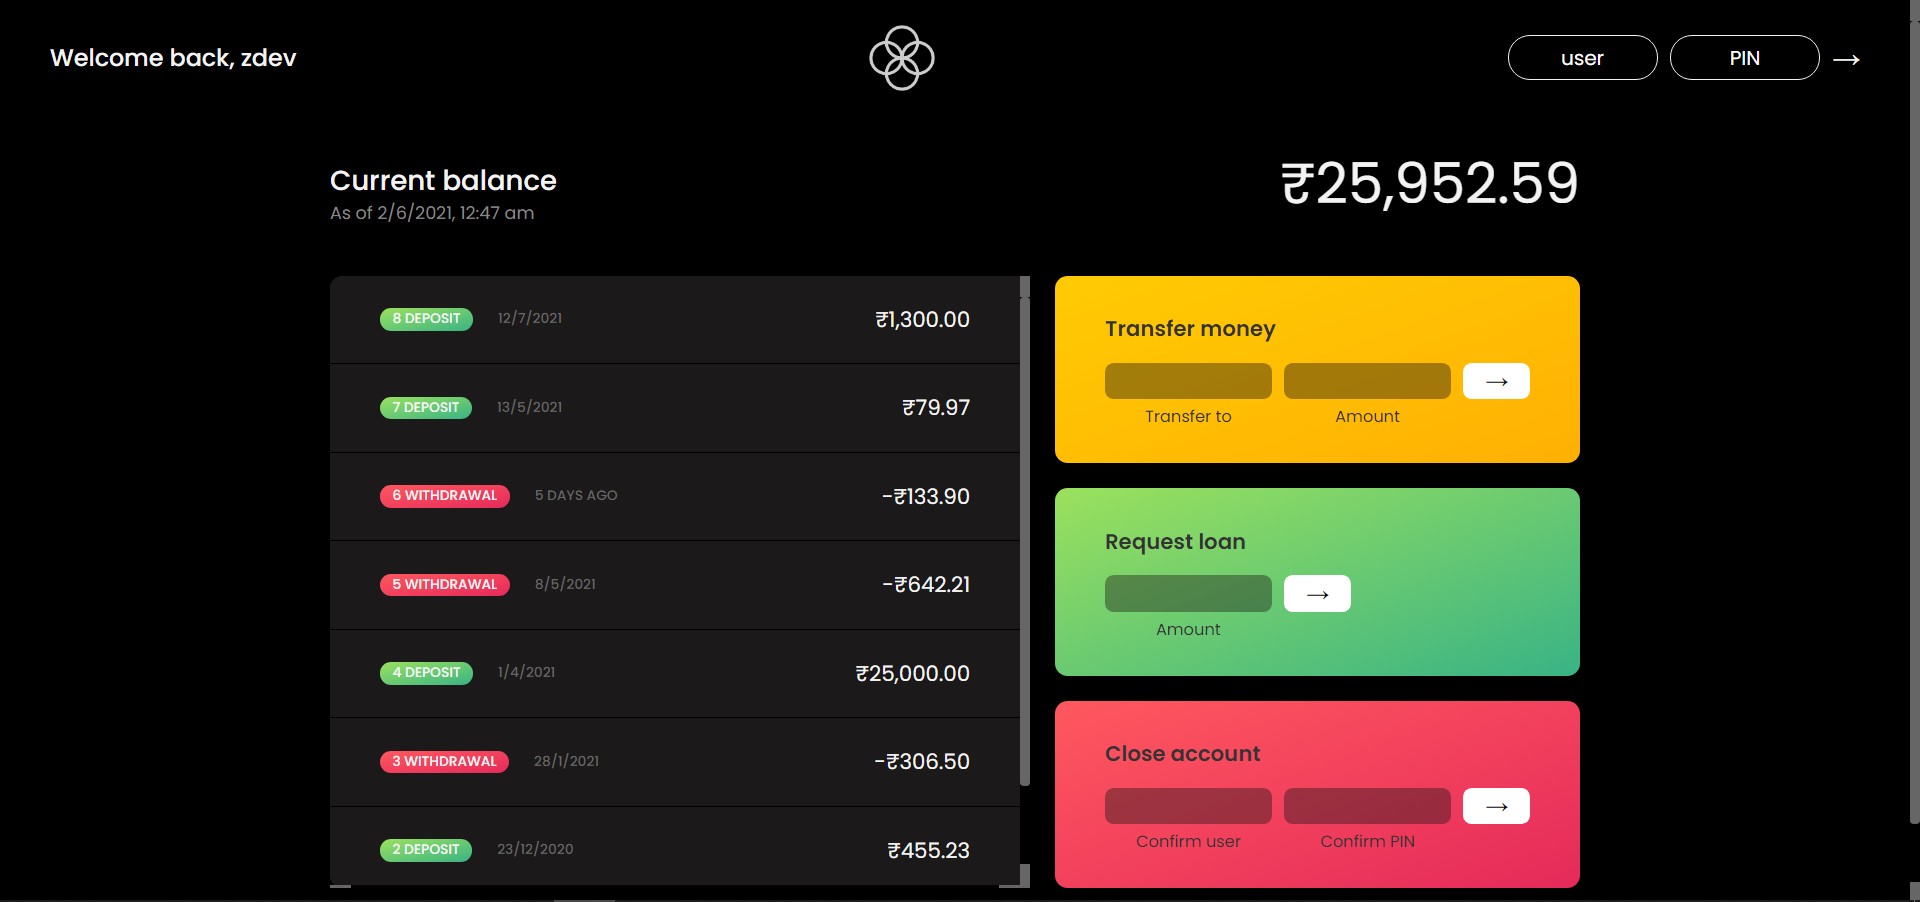 Welcome back, zdev
user
PIN
→
Current balance
As of 2/6/2021, 12:47 am
₹25,952.59
8 DEPOSIT 12/7/2021 ₹1,300.00
7 DEPOSIT 13/5/2021 ₹79.97
6 WITHDRAWAL 5 DAYS AGO -₹133.90
5 WITHDRAWAL 8/5/2021 -₹642.21
4 DEPOSIT 1/4/2021 ₹25,000.00
3 WITHDRAWAL 28/1/2021 -₹306.50
2 DEPOSIT 23/12/2020 ₹455.23
Transfer money
→
Transfer to Amount
Request loan
→
Amount
Close account
→
Confirm user Confirm PIN